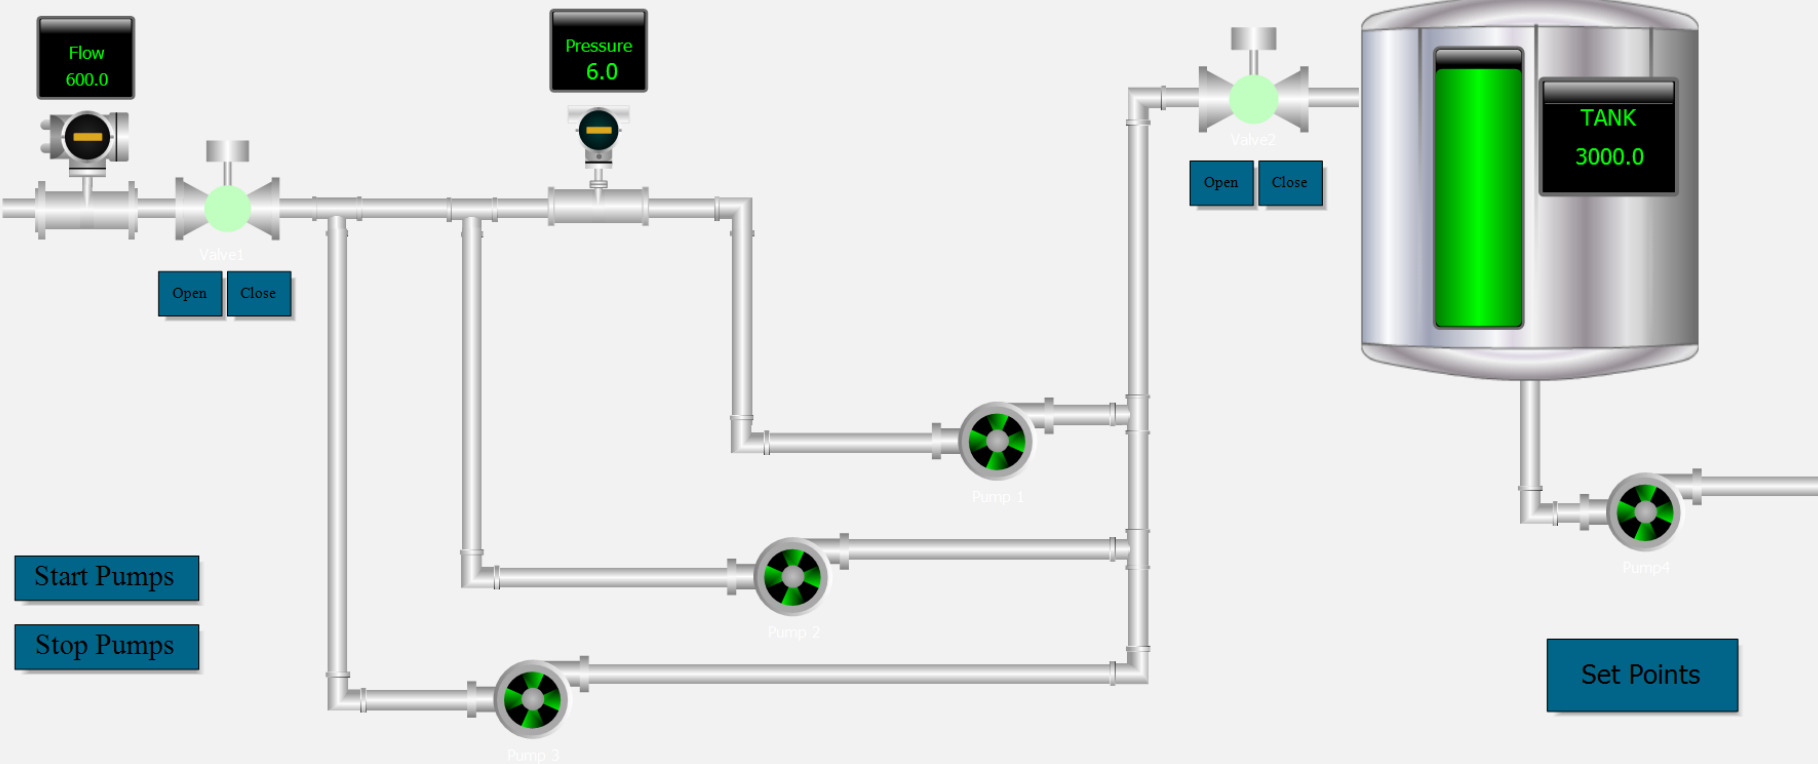 Flow
600.0
Pressure
6.0
Valve1
Open
Close
Valve2
Open
Close
TANK
3000.0
Pump 1
Pump 2
Pump 3
Pump4
Start Pumps
Stop Pumps
Set Points